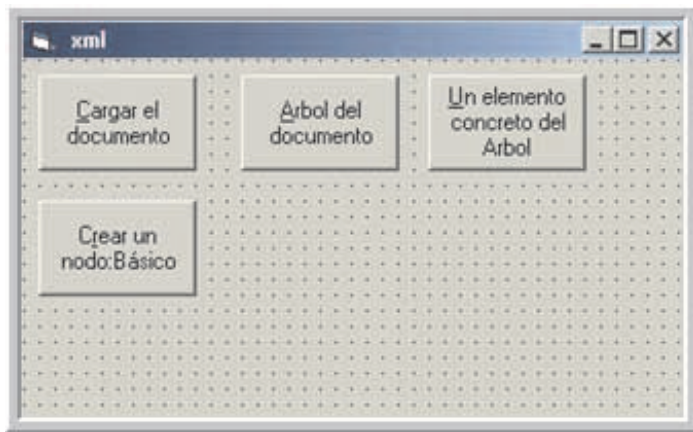 xml
Cargar el
documento
Arbol del
documento
Un elemento
concreto del
Arbol
Crear un
nodo:Básico